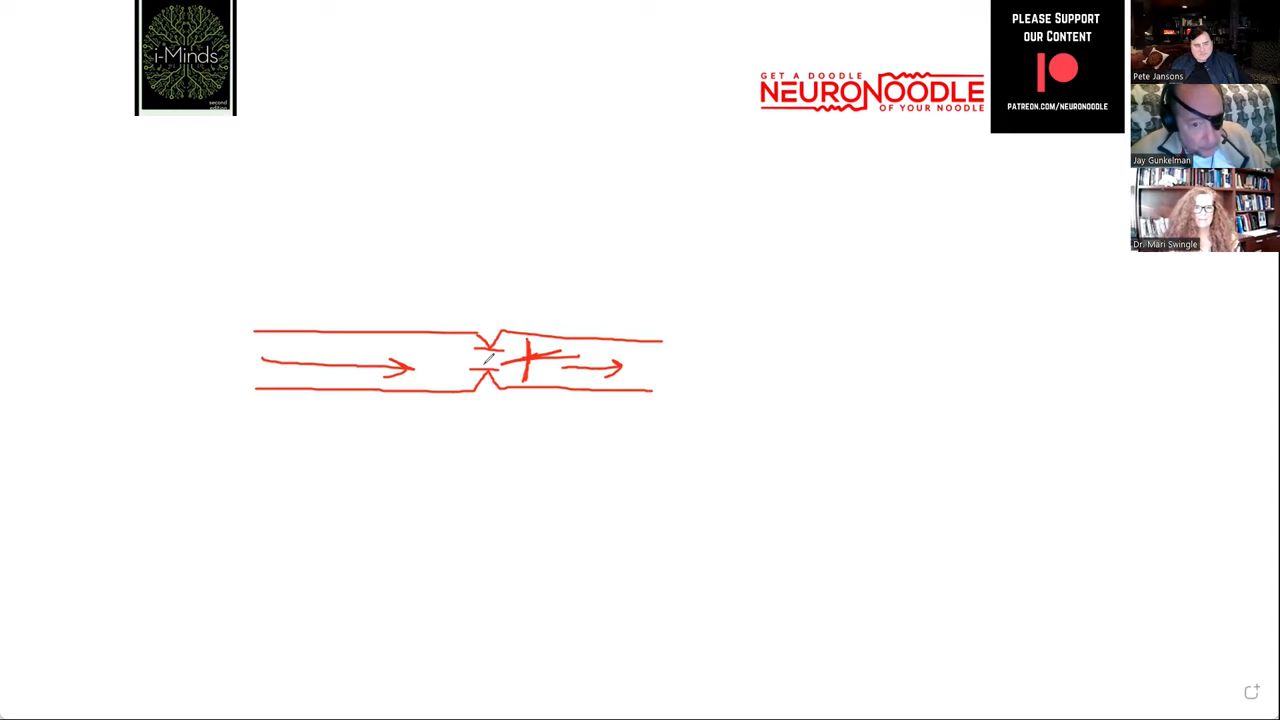 i-Minds
second
edition
GET A DOODLE
NEURONOODLE
OF YOUR NOODLE
PLEASE Support
our Content
PATREON.COM/NEURONOODLE
Pete Jansons
Jay Gunkelman
Dr. Mari Swingle